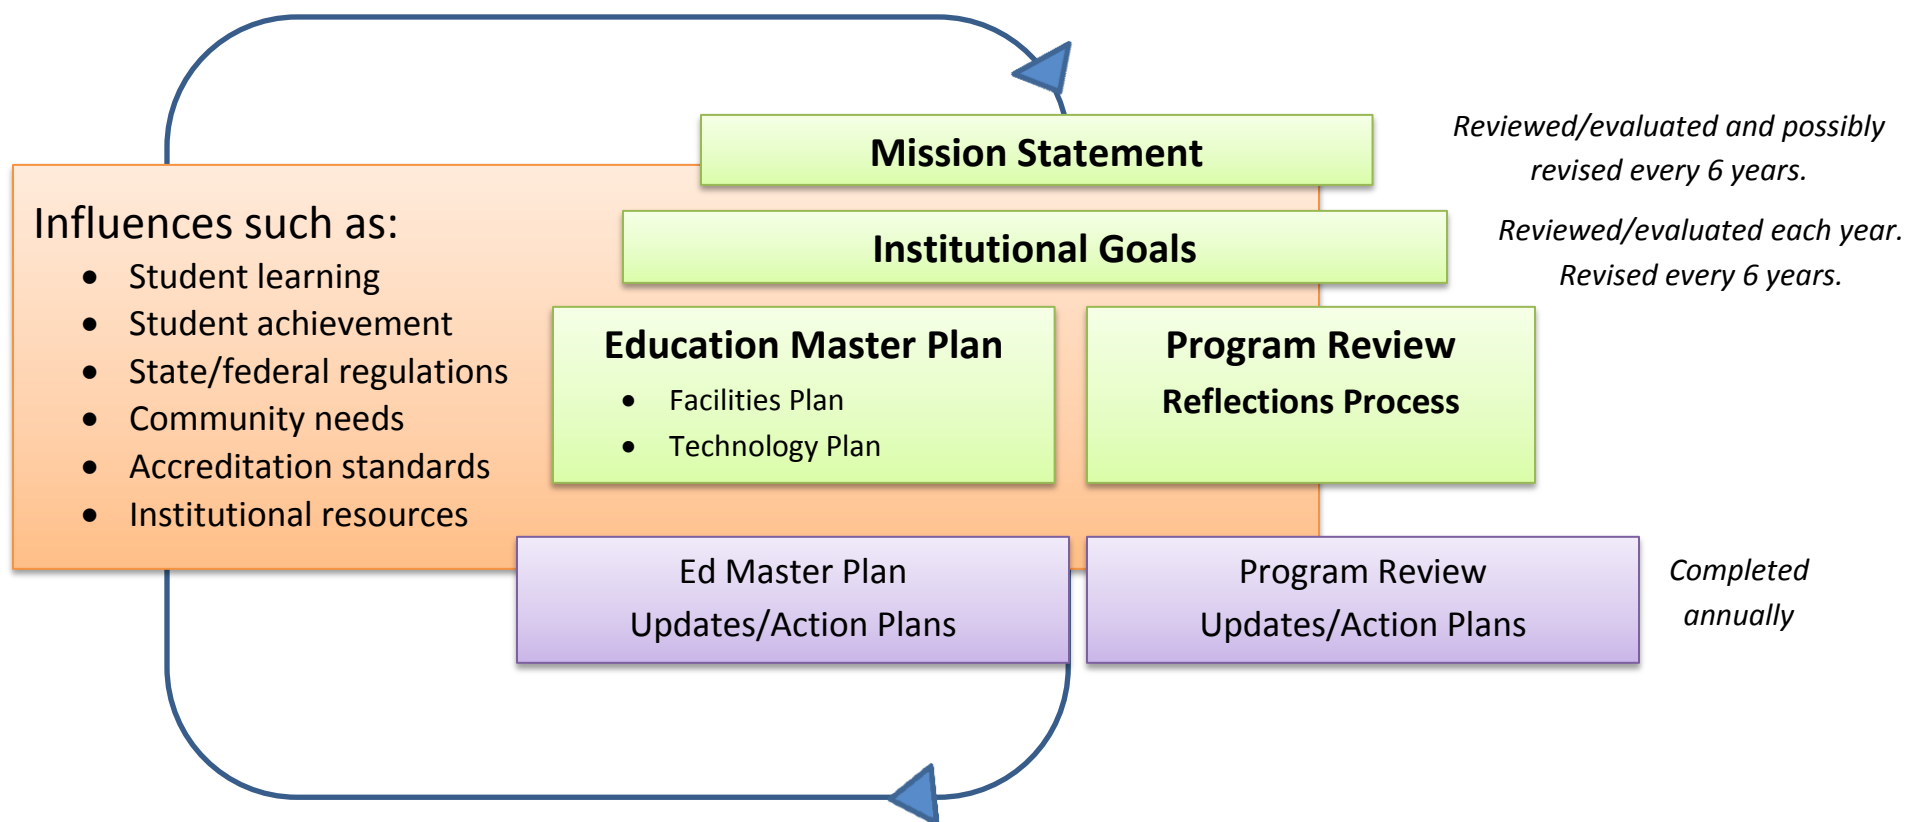 Mission Statement
Reviewed/evaluated and possibly
revised every 6 years.
Influences such as:
• Student learning
• Student achievement
• State/federal regulations
• Community needs
• Accreditation standards
• Institutional resources
Institutional Goals
Reviewed/evaluated each year.
Revised every 6 years.
Education Master Plan
• Facilities Plan
• Technology Plan
Program Review
Reflections Process
Ed Master Plan
Updates/Action Plans
Program Review
Updates/Action Plans
Completed
annually